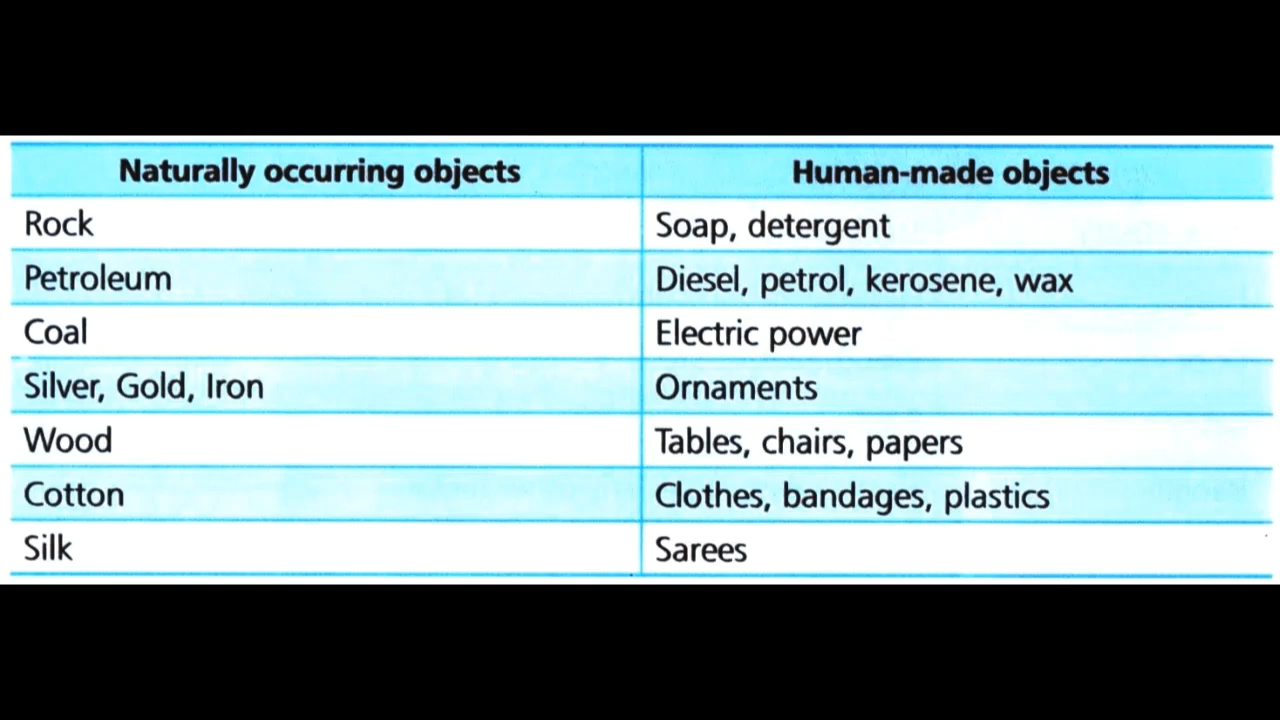 Naturally occurring objects Human-made objects
Rock Soap, detergent
Petroleum Diesel, petrol, kerosene, wax
Coal Electric power
Silver, Gold, Iron Ornaments
Wood Tables, chairs, papers
Cotton Clothes, bandages, plastics
Silk Sarees